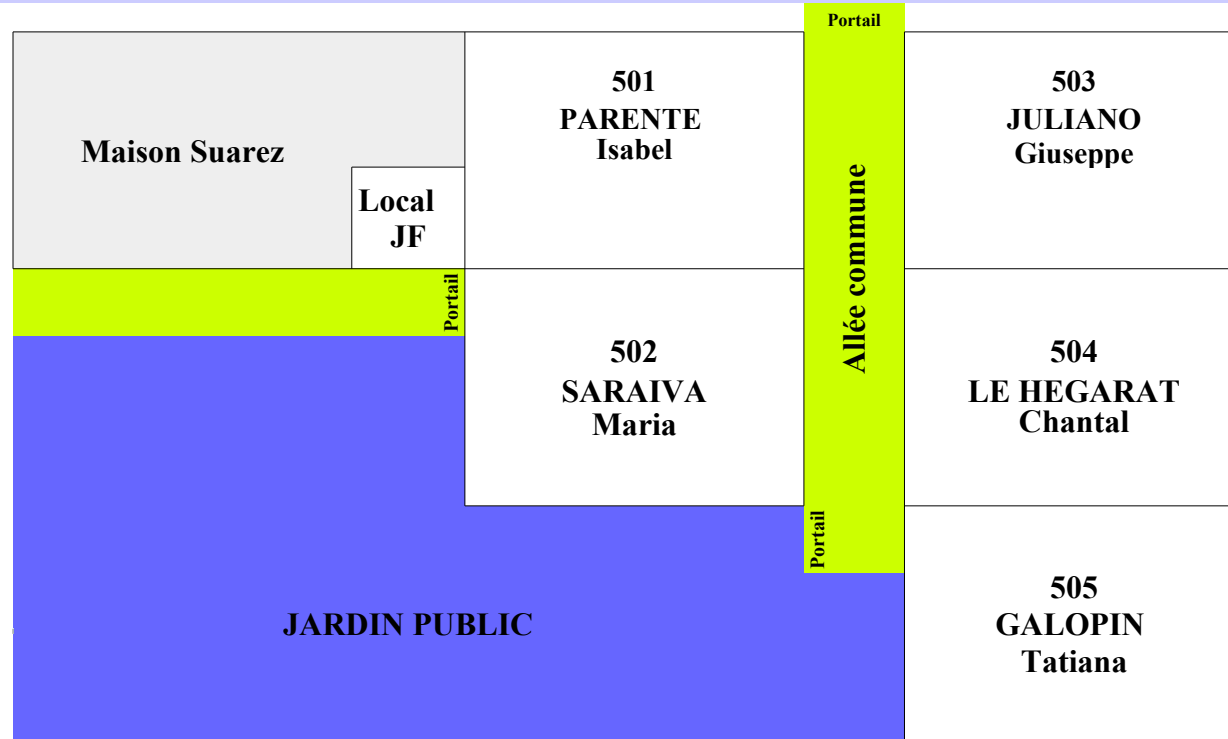 Portail
501
PARENTE
Isabel
503
JULIANO
Giuseppe
Maison Suarez
Local
JF
Allée commune
Portail
502
SARAIVA
Maria
504
LE HEGARAT
Chantal
Portail
JARDIN PUBLIC
505
GALOPIN
Tatiana